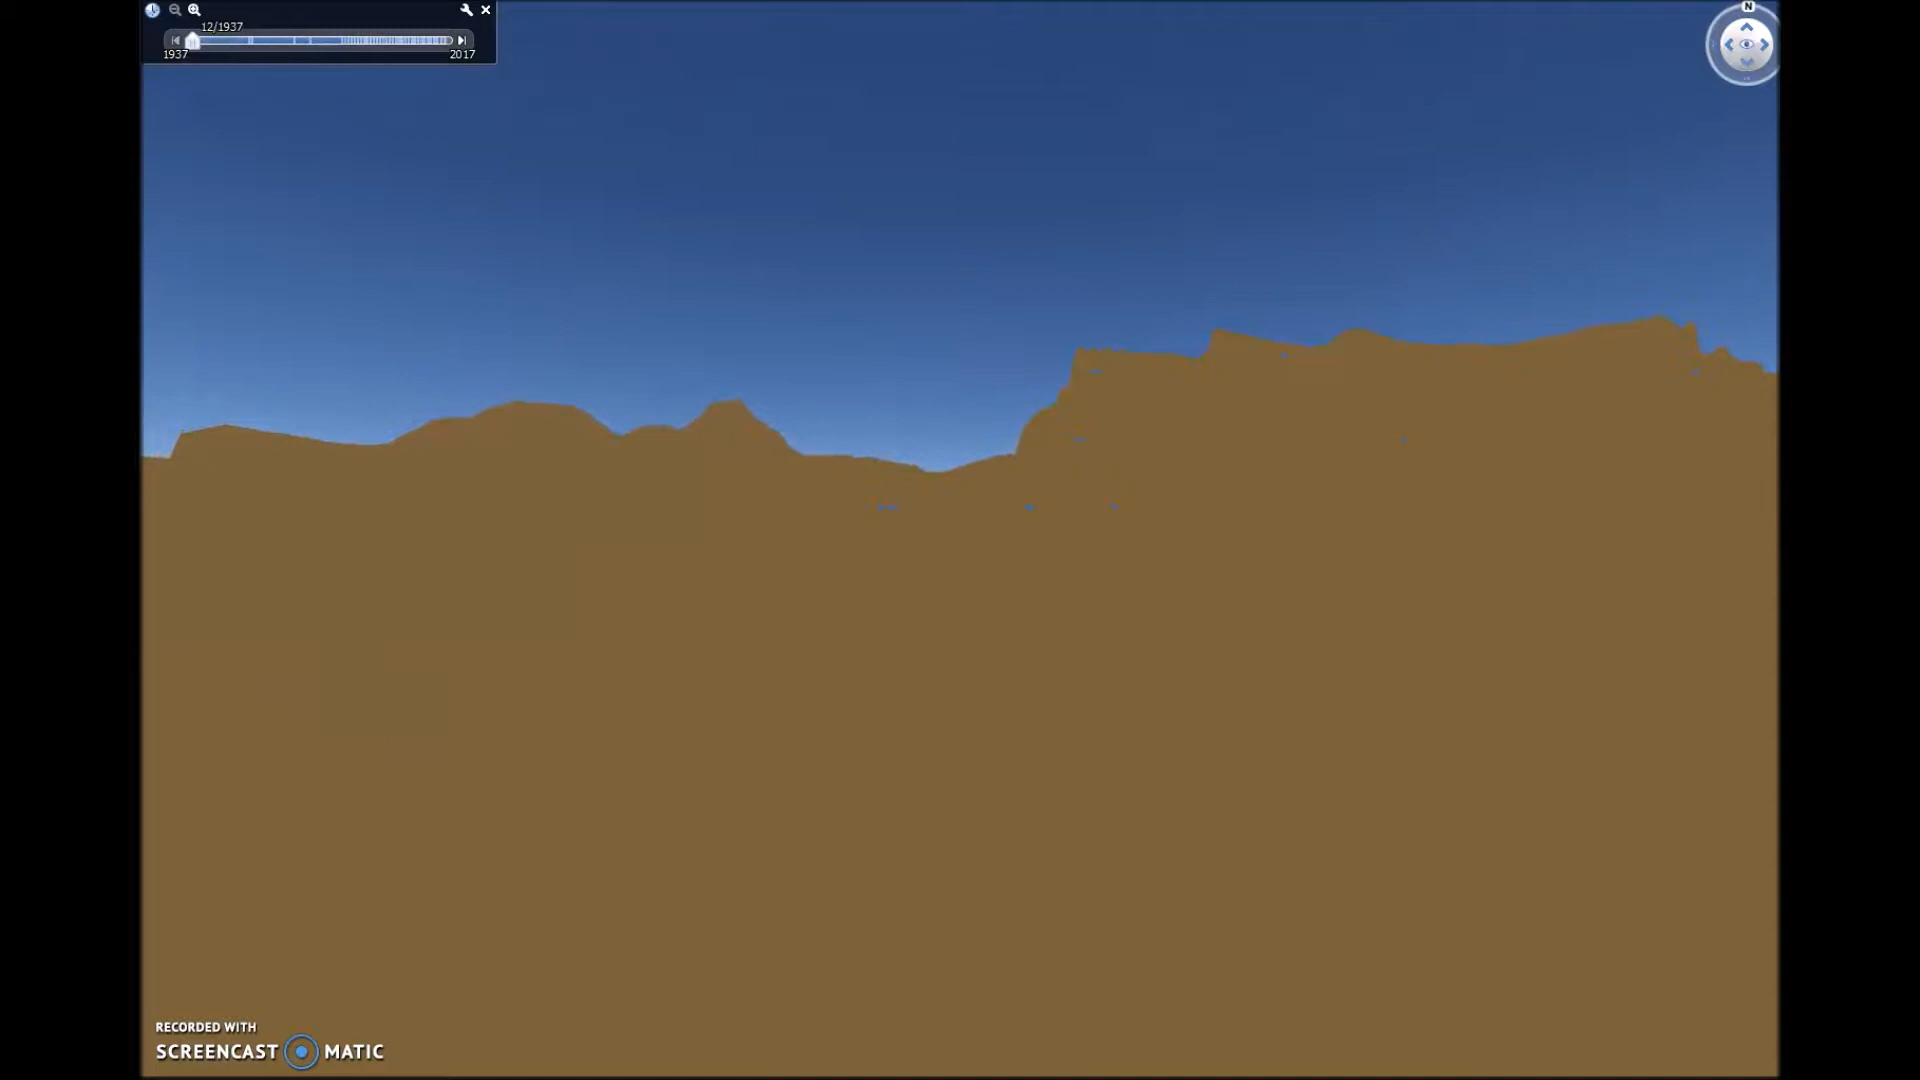 12/1937
1937
2017
N
RECORDED WITH
SCREENCAST MATIC